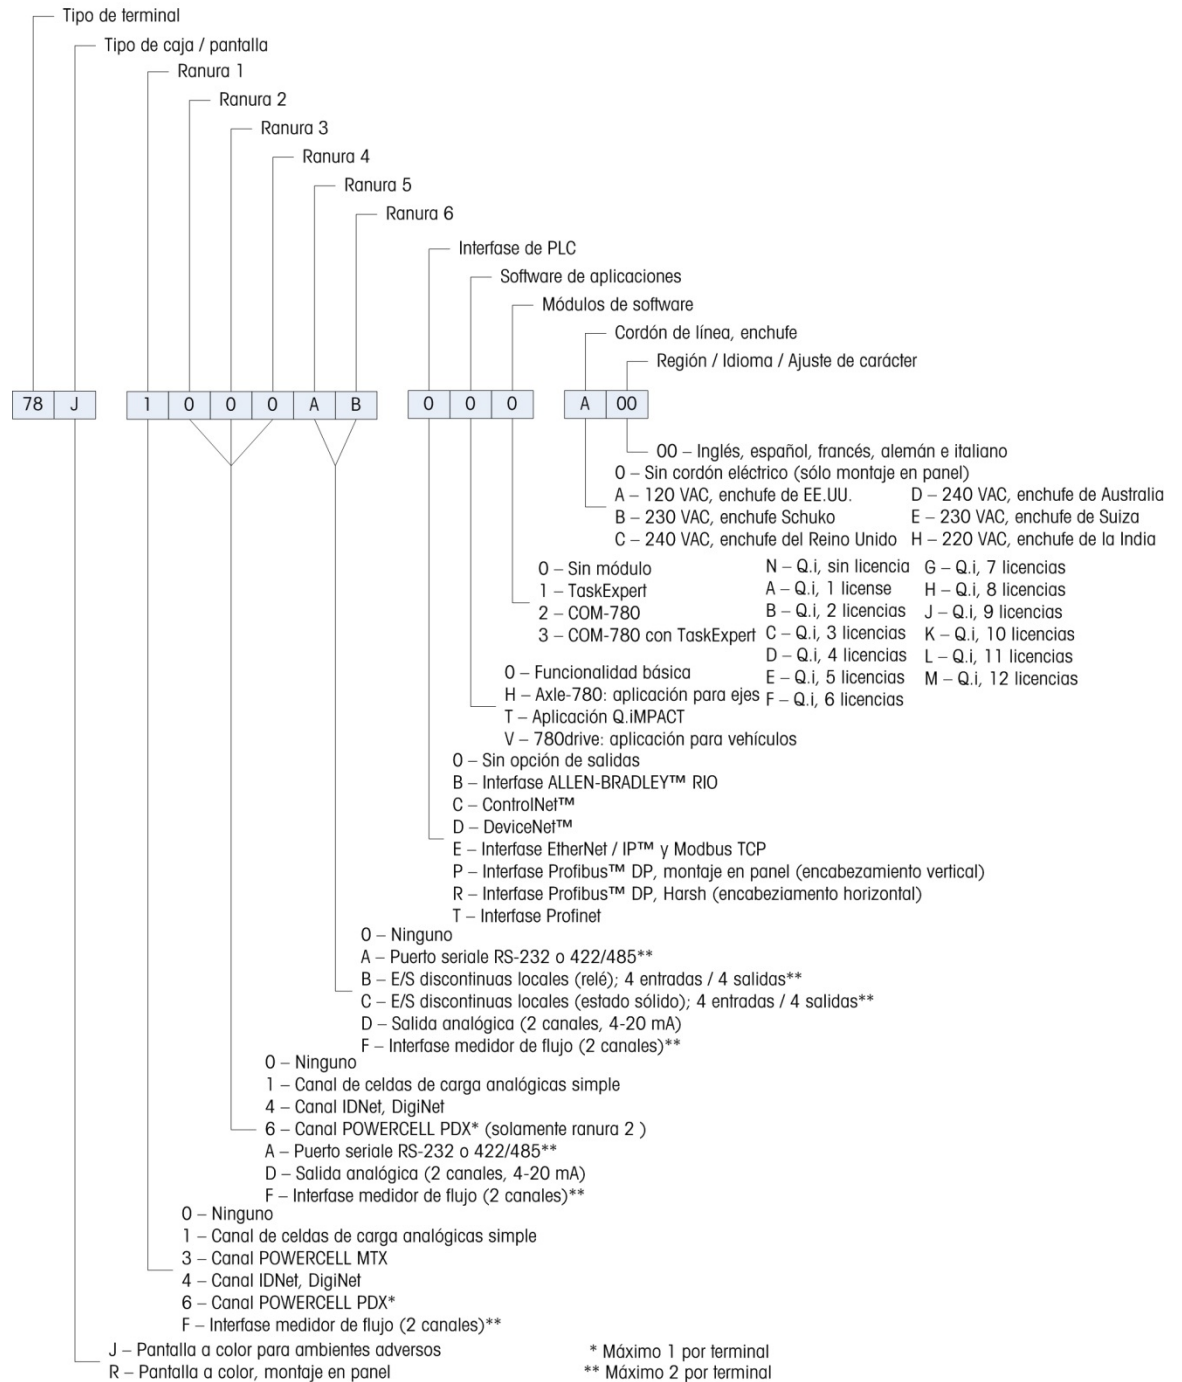 Tipo de terminal
Tipo de caja / pantalla
Ranura 1
Ranura 2
Ranura 3
Ranura 4
Ranura 5
Ranura 6
Interfase de PLC
Software de aplicaciones
Módulos de software
Cordón de línea, enchufe
Región / Idioma / Ajuste de carácter
78 J 1 0 0 0 A B 0 0 0 A 00
00 – Inglés, español, francés, alemán e italiano
0 – Sin cordón eléctrico (sólo montaje en panel)
A – 120 VAC, enchufe de EE.UU.
B – 230 VAC, enchufe Schuko
C – 240 VAC, enchufe del Reino Unido
D – 240 VAC, enchufe de Australia
E – 230 VAC, enchufe de Suiza
H – 220 VAC, enchufe de la India
0 – Sin módulo
1 – TaskExpert
2 – COM-780
3 – COM-780 con TaskExpert
N – Q.i, sin licencia
A – Q.i, 1 license
B – Q.i, 2 licencias
C – Q.i, 3 licencias
D – Q.i, 4 licencias
E – Q.i, 5 licencias
F – Q.i, 6 licencias
G – Q.i, 7 licencias
H – Q.i, 8 licencias
J – Q.i, 9 licencias
K – Q.i, 10 licencias
L – Q.i, 11 licencias
M – Q.i, 12 licencias
0 – Funcionalidad básica
H – Axle-780: aplicación para ejes
T – Aplicación Q.iMPACT
V – 780drive: aplicación para vehículos
0 – Sin opción de salidas
B – Interfase ALLEN-BRADLEY™ RIO
C – ControlNet™
D – DeviceNet™
E – Interfase EtherNet / IP™ y Modbus TCP
P – Interfase Profibus™ DP, montaje en panel (encabezamiento vertical)
R – Interfase Profibus™ DP, Harsh (encabeziamento horizontal)
T – Interfase Profinet
0 – Ninguno
A – Puerto seriale RS-232 o 422/485**
B – E/S discontinuas locales (relé); 4 entradas / 4 salidas**
C – E/S discontinuas locales (estado sólido); 4 entradas / 4 salidas**
D – Salida analógica (2 canales, 4-20 mA)
F – Interfase medidor de flujo (2 canales)**
0 – Ninguno
1 – Canal de celdas de carga analógicas simple
4 – Canal IDNet, DigiNet
6 – Canal POWERCELL PDX* (solamente ranura 2 )
A – Puerto seriale RS-232 o 422/485**
D – Salida analógica (2 canales, 4-20 mA)
F – Interfase medidor de flujo (2 canales)**
0 – Ninguno
1 – Canal de celdas de carga analógicas simple
3 – Canal POWERCELL MTX
4 – Canal IDNet, DigiNet
6 – Canal POWERCELL PDX*
F – Interfase medidor de flujo (2 canales)**
J – Pantalla a color para ambientes adversos
R – Pantalla a color, montaje en panel
* Máximo 1 por terminal
** Máximo 2 por terminal